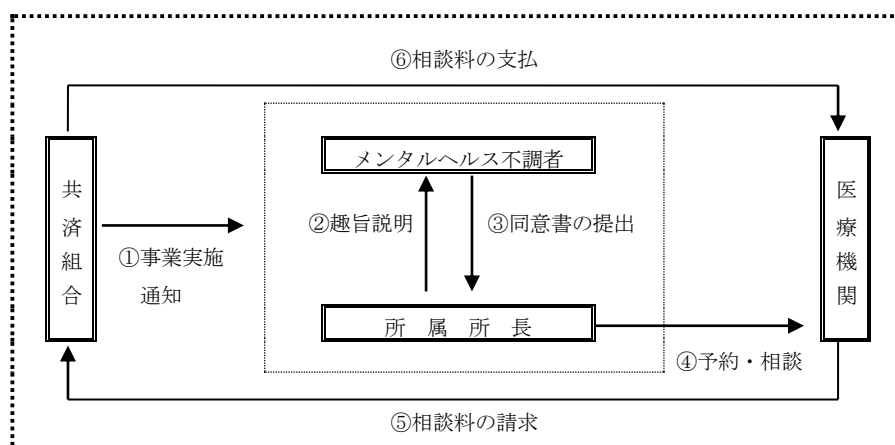 ⑥相談料の支払
メンタルヘルス不調者
共済組合
医療機関
②趣旨説明
③同意書の提出
①事業実施
通知
所属所長
④予約・相談
⑤相談料の請求